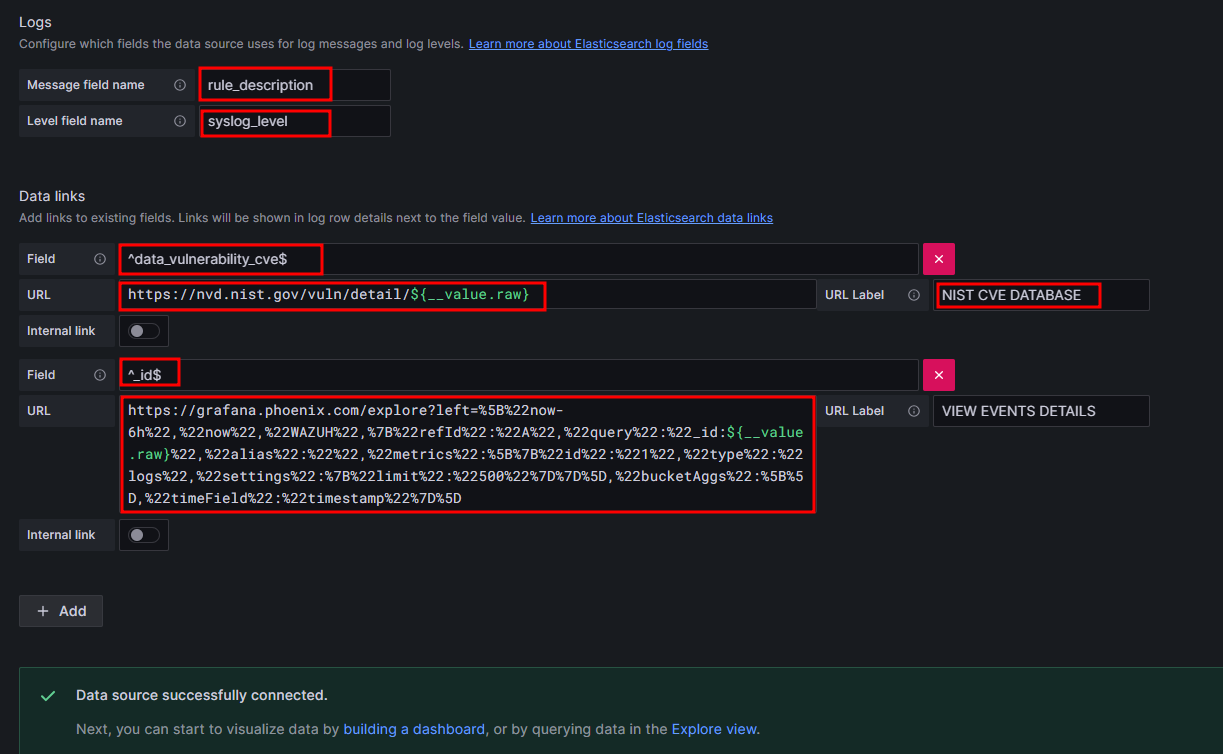 Logs
Configure which fields the data source uses for log messages and log levels. Learn more about Elasticsearch log fields
Message field name rule_description
Level field name syslog_level
Data links
Add links to existing fields. Links will be shown in log row details next to the field value. Learn more about Elasticsearch data links
Field ^data_vulnerability_cve$
URL https://nvd.nist.gov/vuln/detail/${__value.raw} URL Label NIST CVE DATABASE
Internal link
Field ^_id$
URL https://grafana.phoenix.com/explore?left=%5B%22now- URL Label VIEW EVENTS DETAILS
6h%22,%22now%22,%22WAZUH%22,%7B%22refId%22:%22A%22,%22query%22:%22_id:${__value
.raw}%22,%22alias%22:%22%22,%22metrics%22:%5B%7B%22id%22:%221%22,%22type%22:%22
logs%22,%22settings%22:%7B%22limit%22:%22500%22%7D%7D%5D,%22bucketAggs%22:%5B%5
D,%22timeField%22:%22timestamp%22%7D%5D
Internal link
+ Add
Data source successfully connected.
Next, you can start to visualize data by building a dashboard, or by querying data in the Explore view.